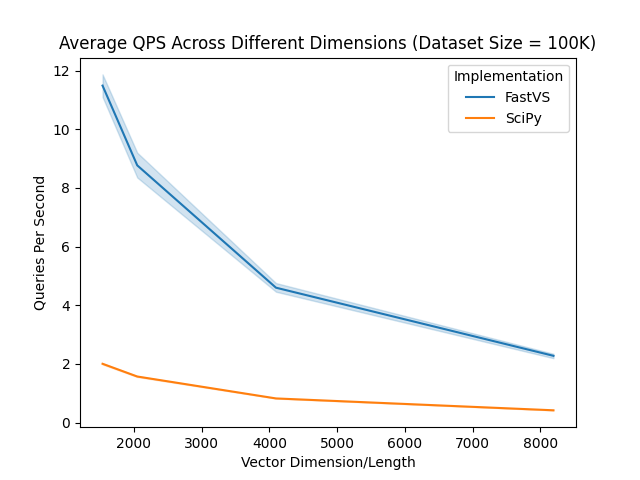 Average QPS Across Different Dimensions (Dataset Size = 100K)
Implementation
FastVS
SciPy
Queries Per Second
12
10
8
6
4
2
0
2000 3000 4000 5000 6000 7000 8000
Vector Dimension/Length